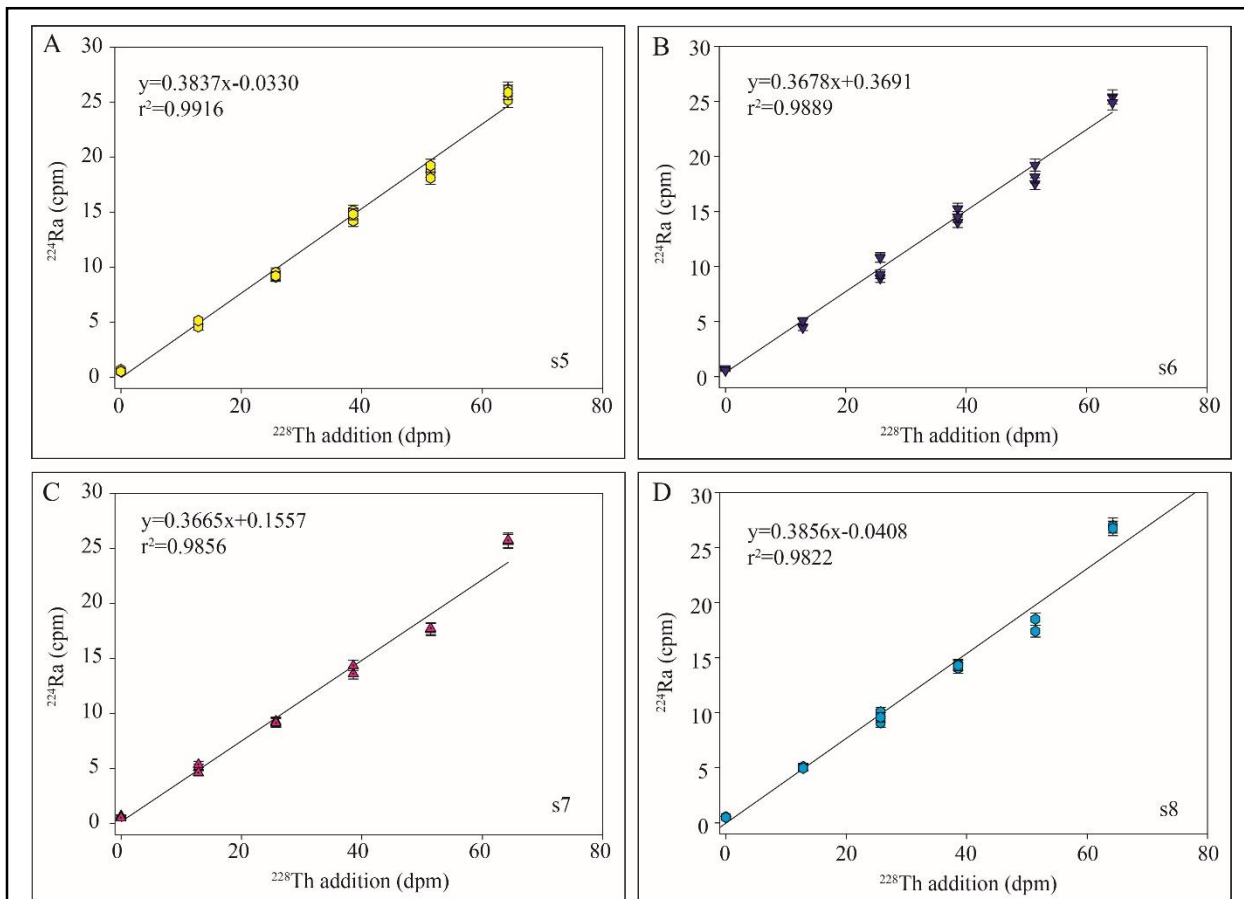 A
30
25
20
15
10
5
0
y=0.3837x-0.0330
r²=0.9916
²²⁴Ra (cpm)
s5
0 20 40 60 80
²²⁸Th addition (dpm)
B
30
25
20
15
10
5
0
y=0.3678x+0.3691
r²=0.9889
²²⁴Ra (cpm)
s6
0 20 40 60 80
²²⁸Th addition (dpm)
C
30
25
20
15
10
5
0
y=0.3665x+0.1557
r²=0.9856
²²⁴Ra (cpm)
s7
0 20 40 60 80
²²⁸Th addition (dpm)
D
30
25
20
15
10
5
0
y=0.3856x-0.0408
r²=0.9822
²²⁴Ra (cpm)
s8
0 20 40 60 80
²²⁸Th addition (dpm)